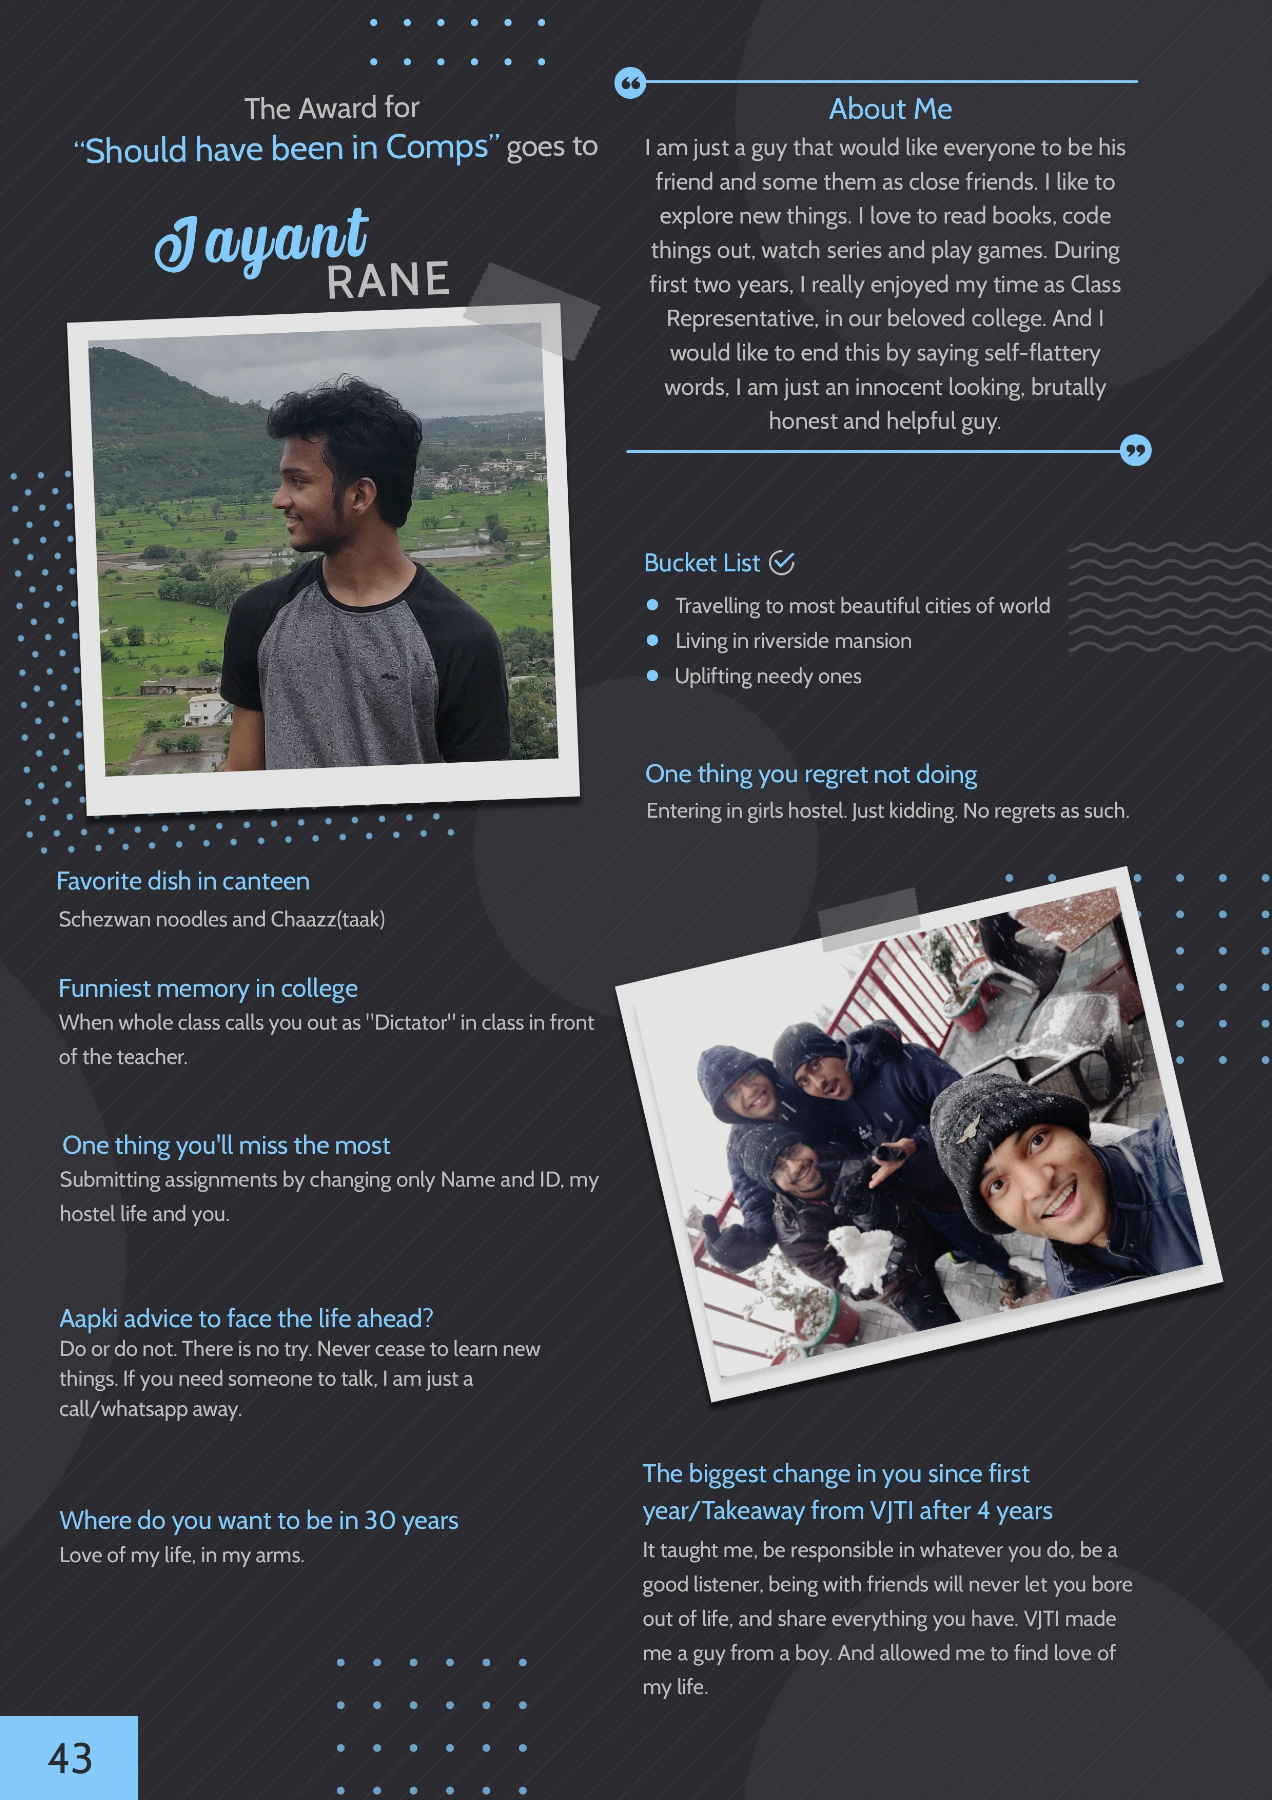 The Award for
“Should have been in Comps” goes to
Jayant
RANE
Favorite dish in canteen
Schezwan noodles and Chaazz(taak)
Funniest memory in college
When whole class calls you out as "Dictator" in class in front
of the teacher.
One thing you'll miss the most
Submitting assignments by changing only Name and ID, my
hostel life and you.
Aapki advice to face the life ahead?
Do or do not. There is no try. Never cease to learn new
things. If you need someone to talk, I am just a
call/whatsapp away.
Where do you want to be in 30 years
Love of my life, in my arms.
“
About Me
I am just a guy that would like everyone to be his
friend and some them as close friends. I like to
explore new things. I love to read books, code
things out, watch series and play games. During
first two years, I really enjoyed my time as Class
Representative, in our beloved college. And I
would like to end this by saying self-flattery
words, I am just an innocent looking, brutally
honest and helpful guy.
”
Bucket List
Travelling to most beautiful cities of world
Living in riverside mansion
Uplifting needy ones
One thing you regret not doing
Entering in girls hostel. Just kidding. No regrets as such.
The biggest change in you since first
year/Takeaway from VJTI after 4 years
It taught me, be responsible in whatever you do, be a
good listener, being with friends will never let you bore
out of life, and share everything you have. VJTI made
me a guy from a boy. And allowed me to find love of
my life.
43